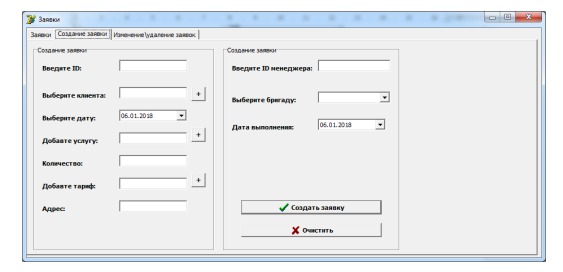 Заявки
Заявки Создание заявки Изменение\удаление заявок
Создание заявки
Введите ID:
Выберите клиента: +
Выберите дату: 06.01.2018
Добавте услугу: +
Количество:
Добавте тариф: +
Адрес:
Создание заявки
Введите ID менеджера:
Выберите бригаду:
Дата выполнения: 06.01.2018
Создать заявку
Очистить